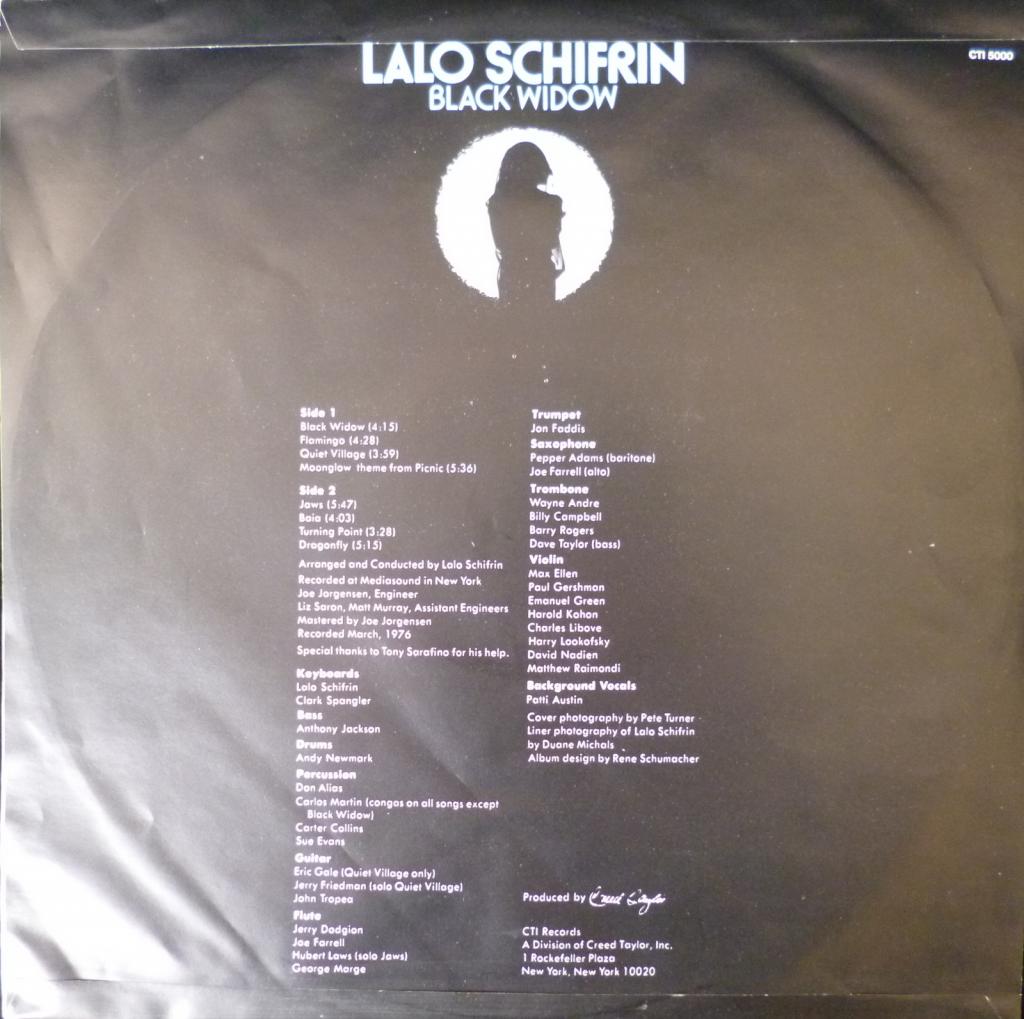 LALO SCHIFRIN
BLACK WIDOW
CTI 5000
Side 1
Black Widow (4:15)
Flamingo (4:28)
Quiet Village (3:59)
Moonglow theme from Picnic (5:36)
Side 2
Jaws (5:47)
Baia (4:03)
Turning Point (3:28)
Dragonfly (5:15)
Arranged and Conducted by Lalo Schifrin
Recorded at Mediasound in New York
Joe Jorgensen, Engineer
Liz Saron, Matt Murray, Assistant Engineers
Mastered by Joe Jorgensen
Recorded March, 1976
Special thanks to Tony Sarafino for his help.
Keyboards
Lalo Schifrin
Clark Spangler
Bass
Anthony Jackson
Drums
Andy Newmark
Percussion
Don Alias
Carlos Martin (congas on all songs except
Black Widow)
Carter Collins
Sue Evans
Guitar
Eric Gale (Quiet Village only)
Jerry Friedman (solo Quiet Village)
John Tropea
Flute
Jerry Dodgion
Joe Farrell
Hubert Laws (solo Jaws)
George Marge
Trumpet
Jon Faddis
Saxophone
Pepper Adams (baritone)
Joe Farrell (alto)
Trombone
Wayne Andre
Billy Campbell
Barry Rogers
Dave Taylor (bass)
Violin
Max Ellen
Paul Gershman
Emanuel Green
Harold Kohon
Charles Libove
Harry Lookofsky
David Nadien
Matthew Raimondi
Background Vocals
Patti Austin
Cover photography by Pete Turner
Liner photography of Lalo Schifrin
by Duane Michals
Album design by Rene Schumacher
Produced by Creed Taylor
CTI Records
A Division of Creed Taylor, Inc.
1 Rockefeller Plaza
New York, New York 10020